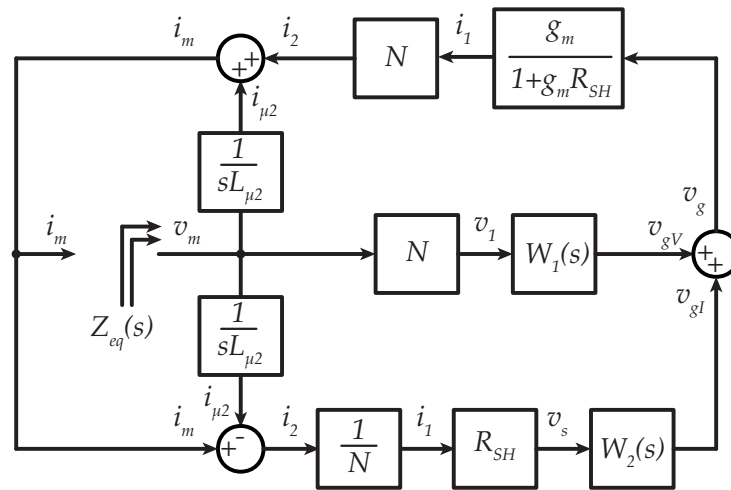 i_m
i_2
N
i_1
g_m
1+g_m R_SH
+ +
i_μ2
1
sL_μ2
v_g
i_m
v_m
N
v_1
W_1(s)
v_gV
+
+
Z_eq(s)
v_gI
1
sL_μ2
i_μ2
i_m
+ -
i_2
1
N
i_1
R_SH
v_s
W_2(s)